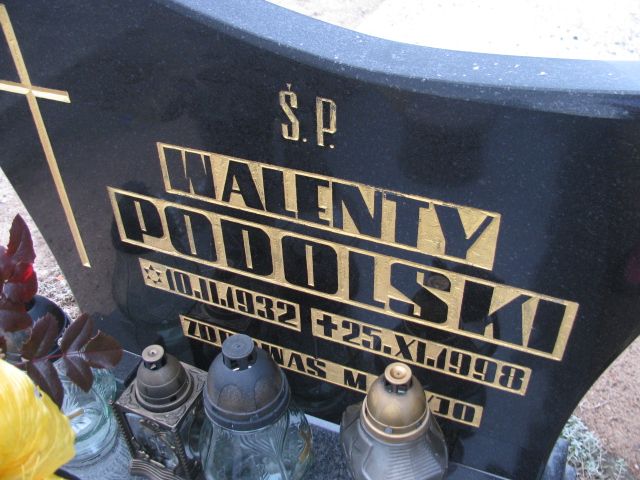 Ś.P.
WALENTY
PODOLSKI
✡10.II.1932 ✝25.XI.1998